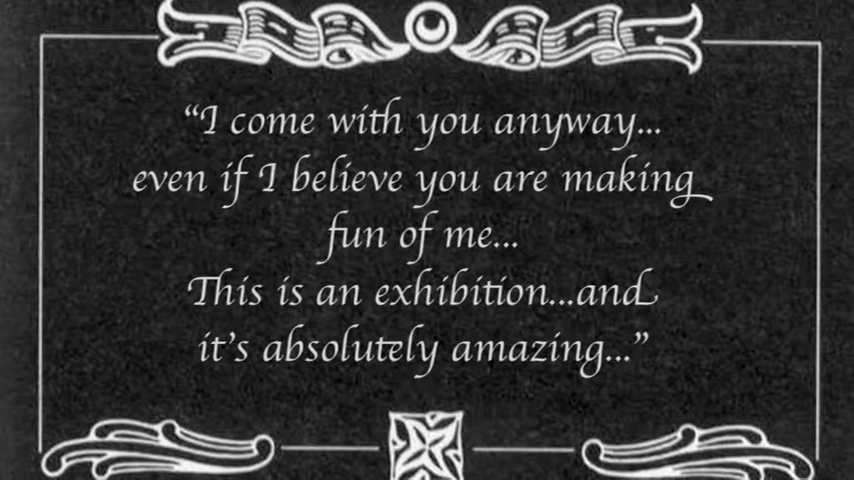 “I come with you anyway...
even if I believe you are making
fun of me...
This is an exhibition...and
it's absolutely amazing...”